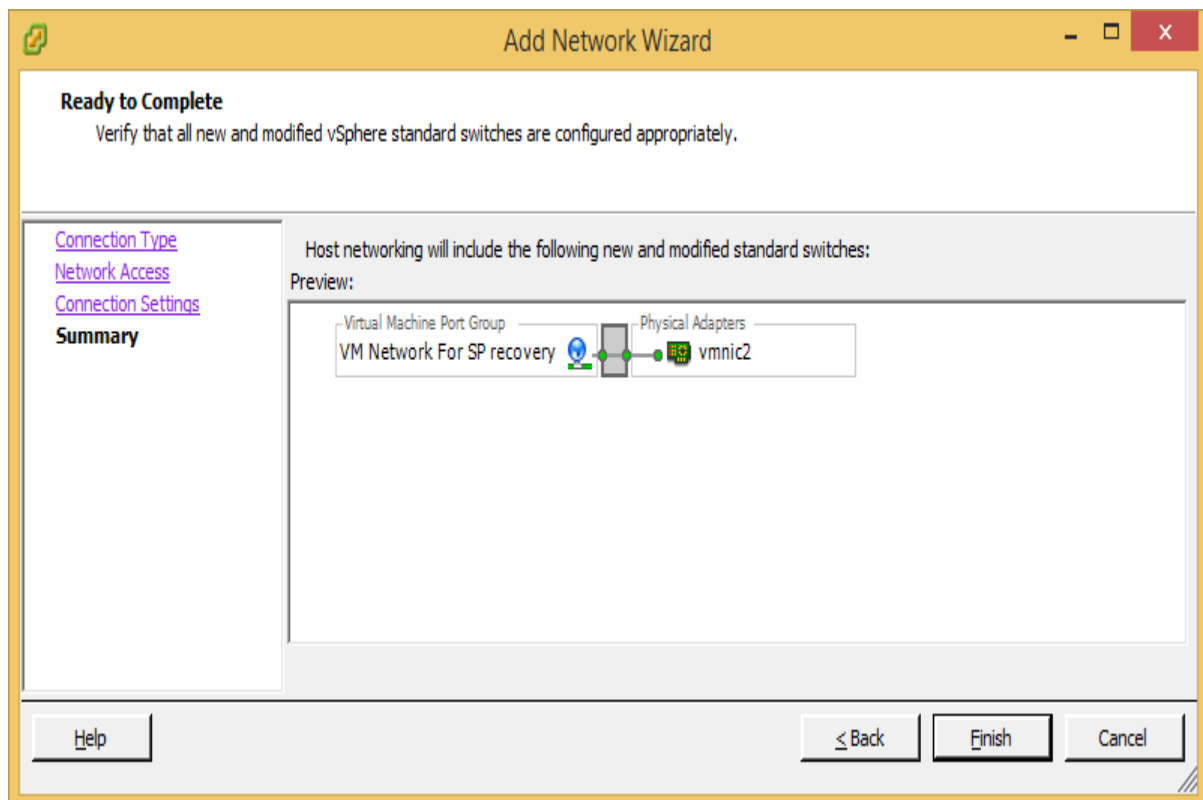 Add Network Wizard
Ready to Complete
Verify that all new and modified vSphere standard switches are configured appropriately.
Connection Type
Network Access
Connection Settings
Summary
Host networking will include the following new and modified standard switches:
Preview:
Virtual Machine Port Group
VM Network For SP recovery
Physical Adapters
vmnic2
Help
< Back
Finish
Cancel